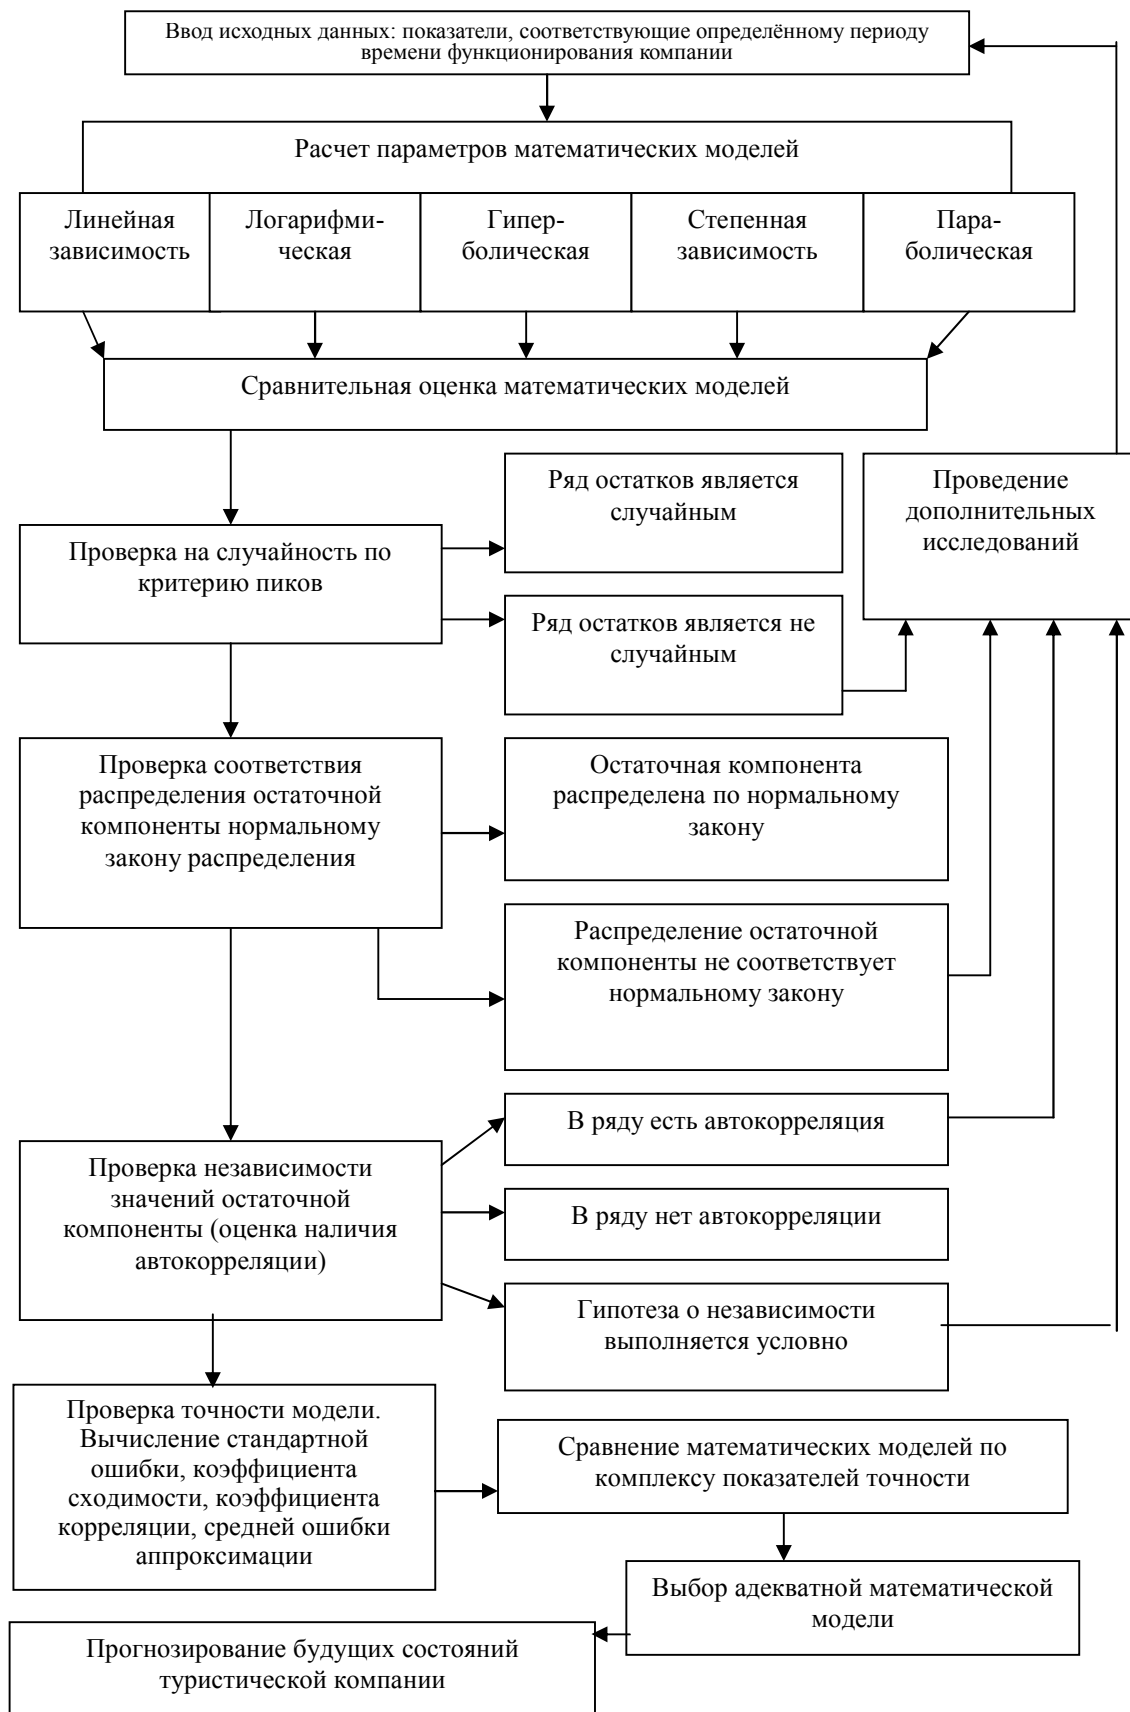 Ввод исходных данных: показатели, соответствующие определённому периоду
времени функционирования компании
Расчет параметров математических моделей
Линейная
зависимость
Логарифми-
ческая
Гипер-
болическая
Степенная
зависимость
Пара-
болическая
Сравнительная оценка математических моделей
Ряд остатков является
случайным
Проведение
дополнительных
исследований
Проверка на случайность по
критерию пиков
Ряд остатков является не
случайным
Проверка соответствия
распределения остаточной
компоненты нормальному
закону распределения
Остаточная компонента
распределена по нормальному
закону
Распределение остаточной
компоненты не соответствует
нормальному закону
В ряду есть автокорреляция
Проверка независимости
значений остаточной
компоненты (оценка наличия
автокорреляции)
В ряду нет автокорреляции
Гипотеза о независимости
выполняется условно
Проверка точности модели.
Вычисление стандартной
ошибки, коэффициента
сходимости, коэффициента
корреляции, средней ошибки
аппроксимации
Сравнение математических моделей по
комплексу показателей точности
Выбор адекватной математической
модели
Прогнозирование будущих состояний
туристической компании